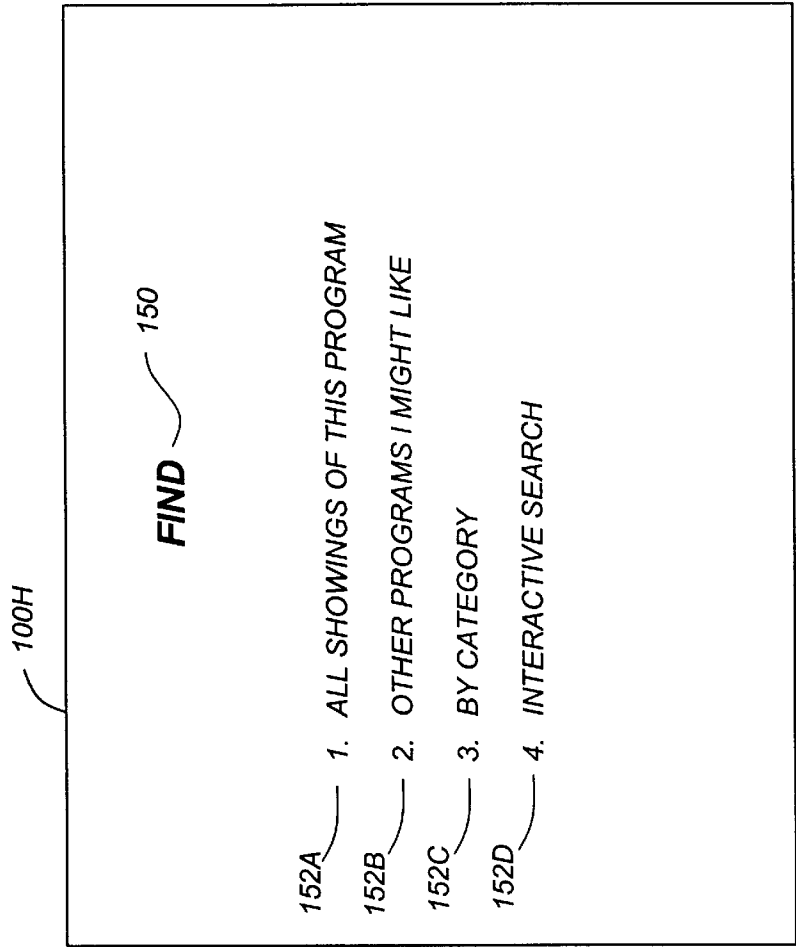 100H
FIND 150
152A 1. ALL SHOWINGS OF THIS PROGRAM
152B 2. OTHER PROGRAMS I MIGHT LIKE
152C 3. BY CATEGORY
152D 4. INTERACTIVE SEARCH